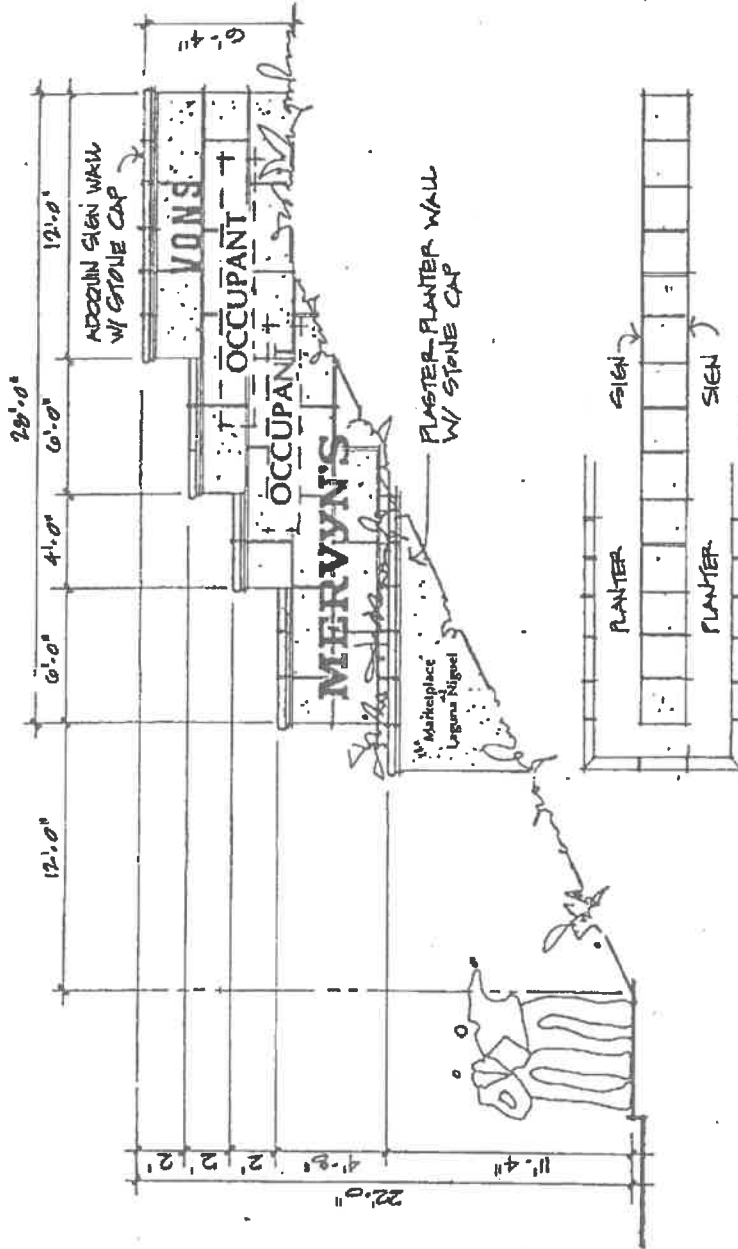 28'-0"
12'-0"
6'-0"
4'-0"
6'-0"
12'-0"
ADOQUIN SIGN WALL
W/ STONE CAP
6'-4"
VONS
OCCUPANT
OCCUPANT
MERVYN'S
The Marketplace
at
Laguna Niguel
PLASTER PLANTER WALL
W/ STONE CAP
2'
2'
2'
4'-8"
11'-4"
22'-0"
PLANTER
SIGN
SIGN
PLANTER